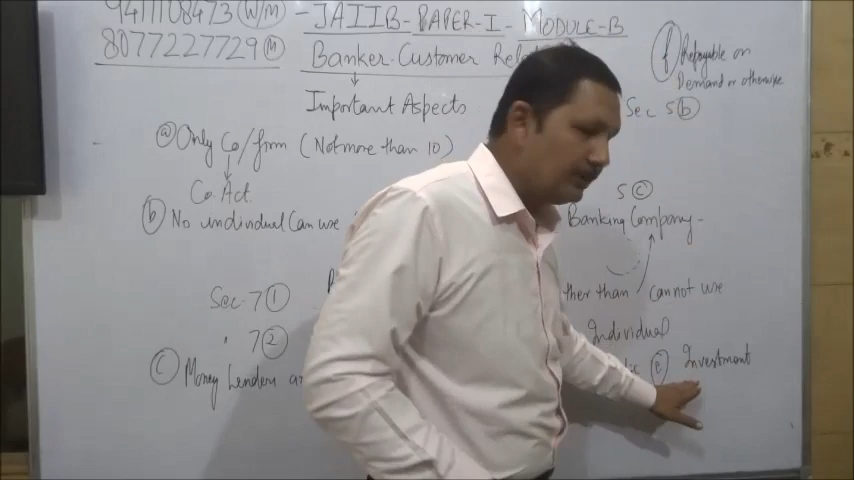 9411108473 (W/M) - JAIIB - PAPER - I - MODULE - B
8077227729 (M)
Banker-Customer
Important Aspects
(f) Repayable on
Demand or otherwise
Sec 5 (b)
(a) Only Co/firm (Not more than 10)
Co. Act.
5 (c)
(b) No individual can use
Banking Company -
Sec-7 (1)
ther than cannot use
" 7 (2)
Individual
(c) Money Lenders
(e) Investment